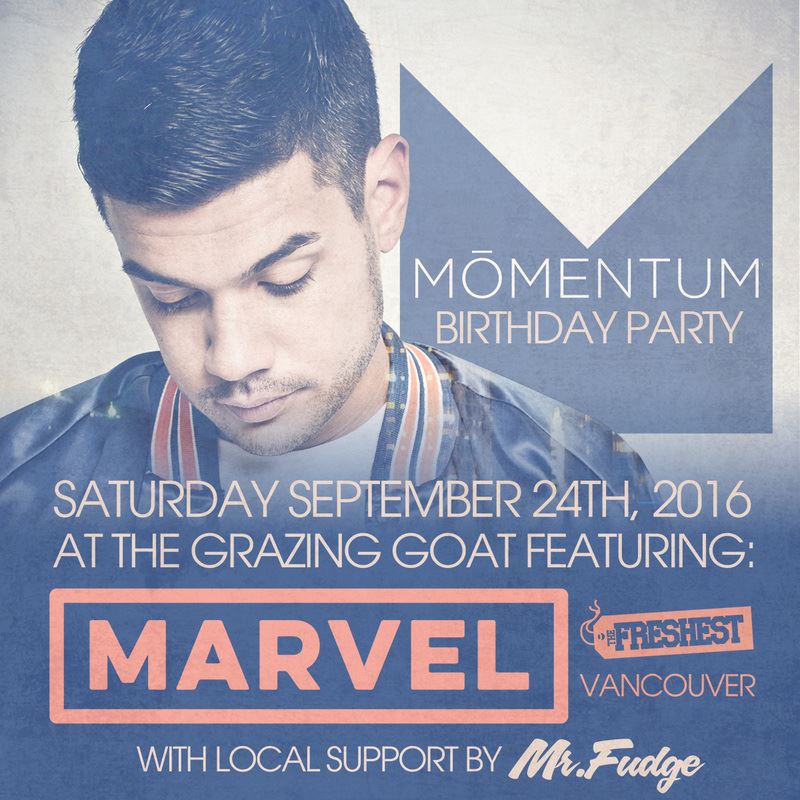 MŌMENTUM
BIRTHDAY PARTY
SATURDAY SEPTEMBER 24TH, 2016
AT THE GRAZING GOAT FEATURING:
MARVEL
THE FRESHEST
VANCOUVER
WITH LOCAL SUPPORT BY Mr. Fudge